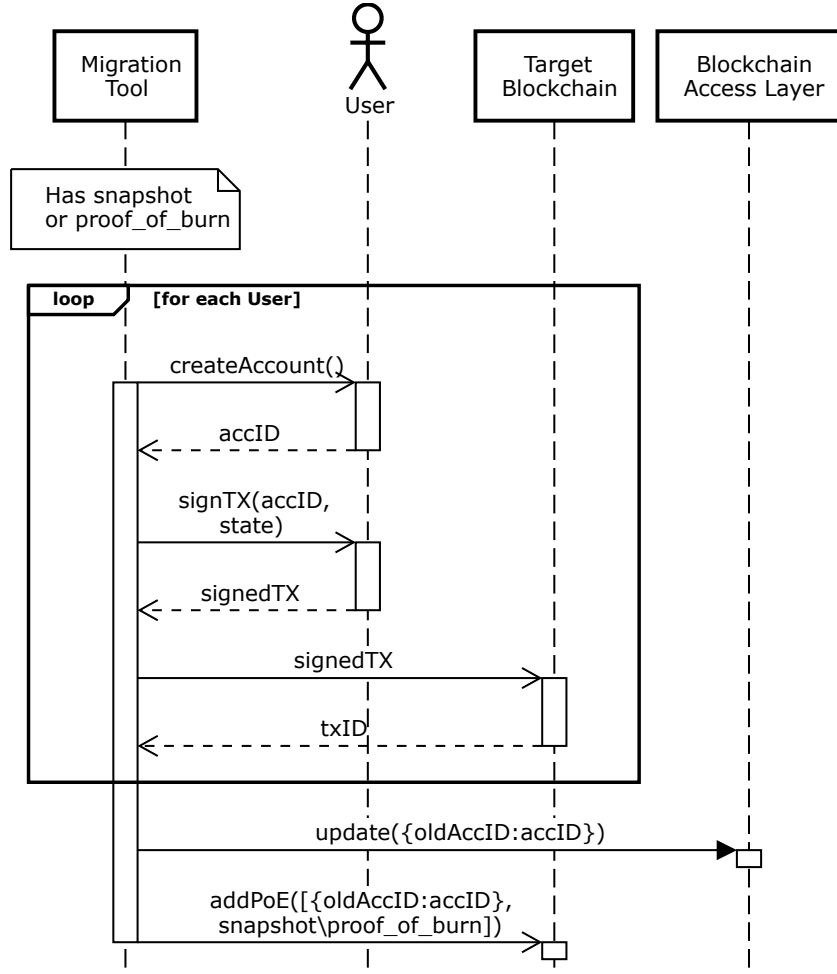 Migration
Tool
User
Target
Blockchain
Blockchain
Access Layer
Has snapshot
or proof_of_burn
loop
[for each User]
createAccount()
accID
signTX(accID,
state)
signedTX
signedTX
txID
update({oldAccID:accID})
addPoE([{oldAccID:accID},
snapshot\proof_of_burn])